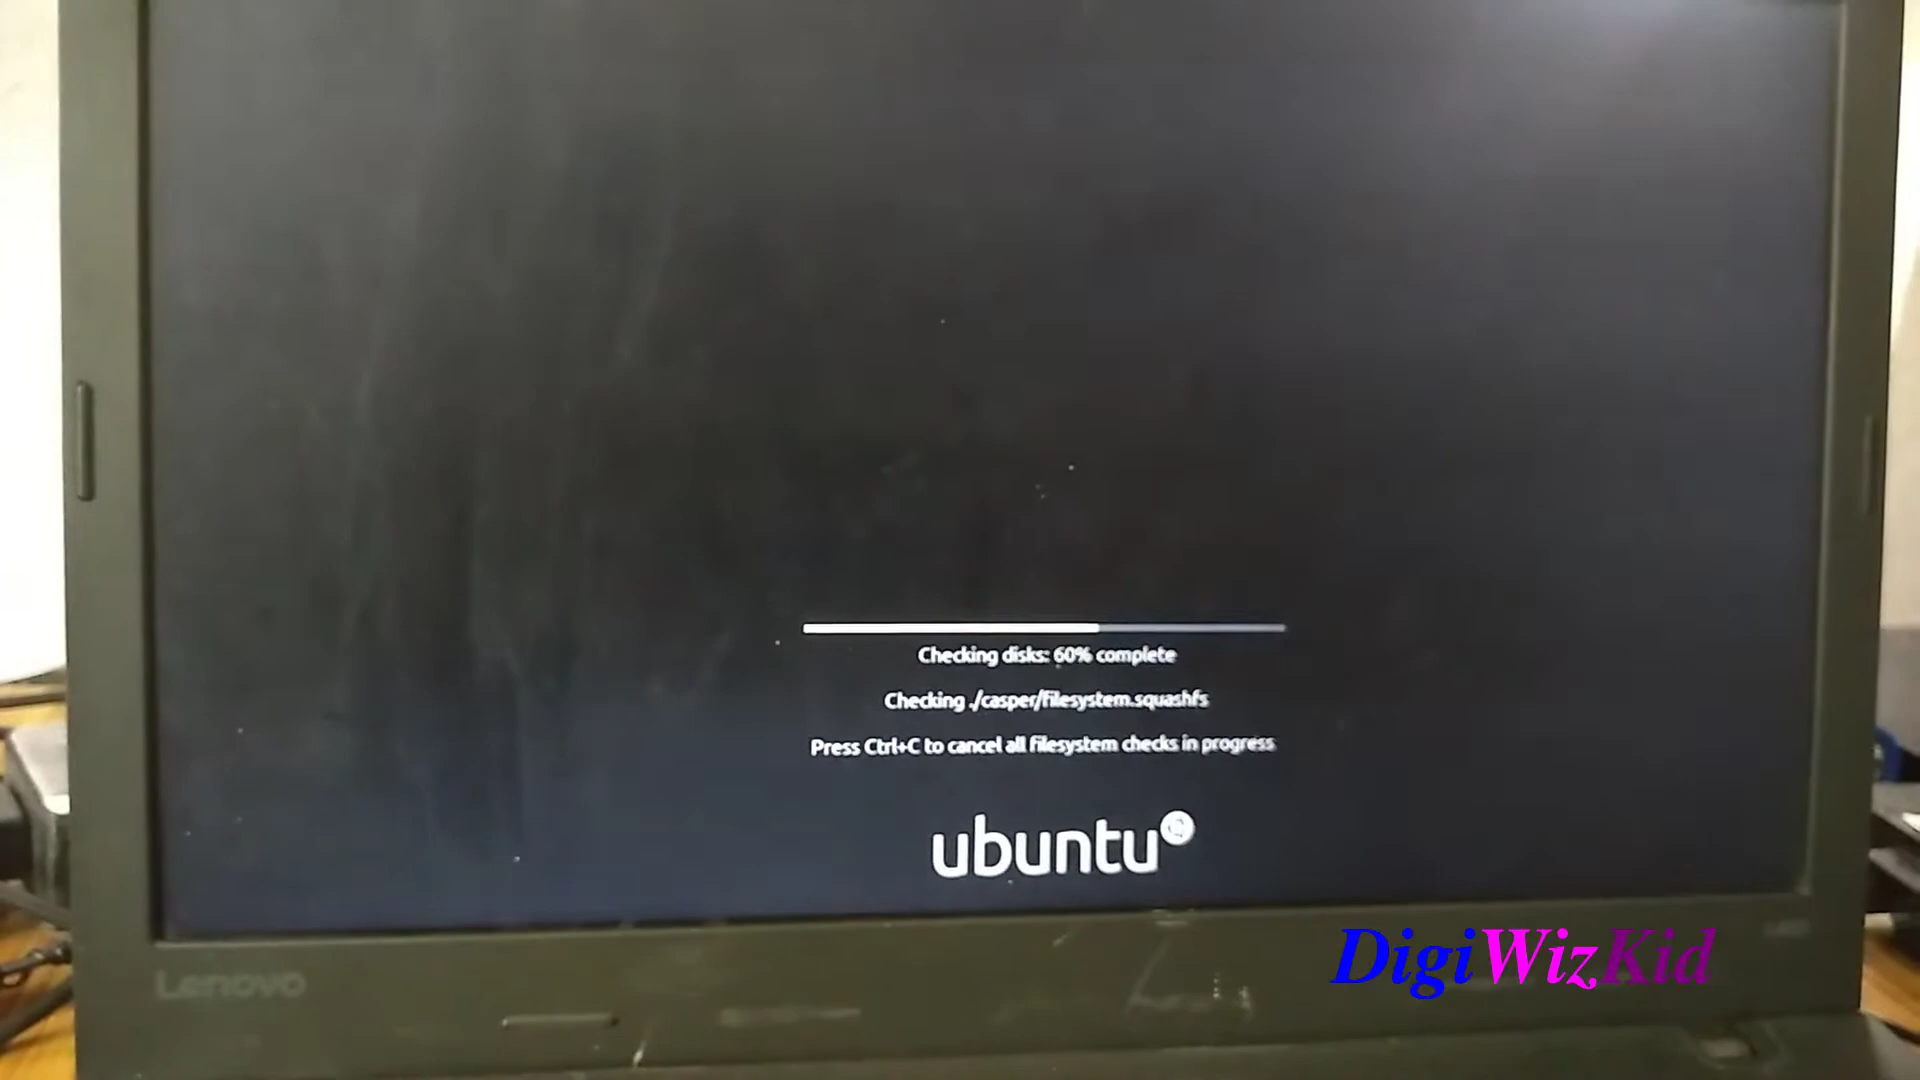 Checking disks: 60% complete
Checking ./casper/filesystem.squashfs
Press Ctrl+C to cancel all filesystem checks in progress
ubuntu
DigiWizKid
Lenovo